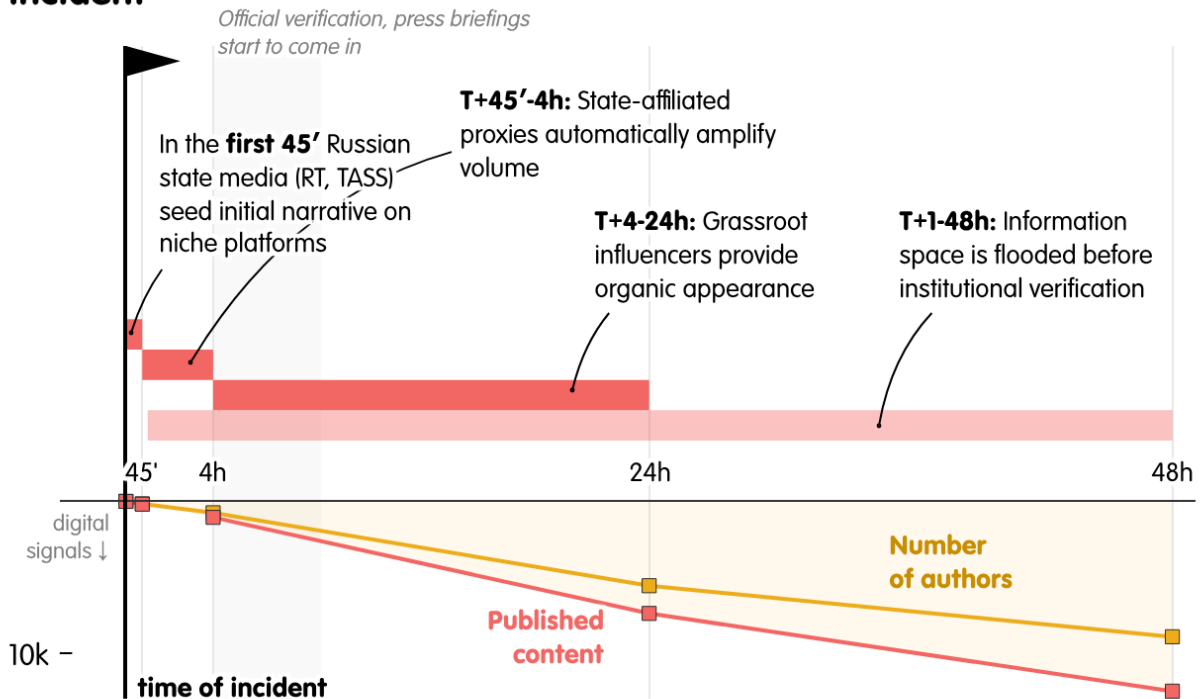 Official verification, press briefings
start to come in
T+45′-4h: State-affiliated
proxies automatically amplify
volume
In the first 45′ Russian
state media (RT, TASS)
seed initial narrative on
niche platforms
T+4-24h: Grassroot
influencers provide
organic appearance
T+1-48h: Information
space is flooded before
institutional verification
45'
4h
24h
48h
digital
signals ↓
Number
of authors
Published
content
10k
time of incident